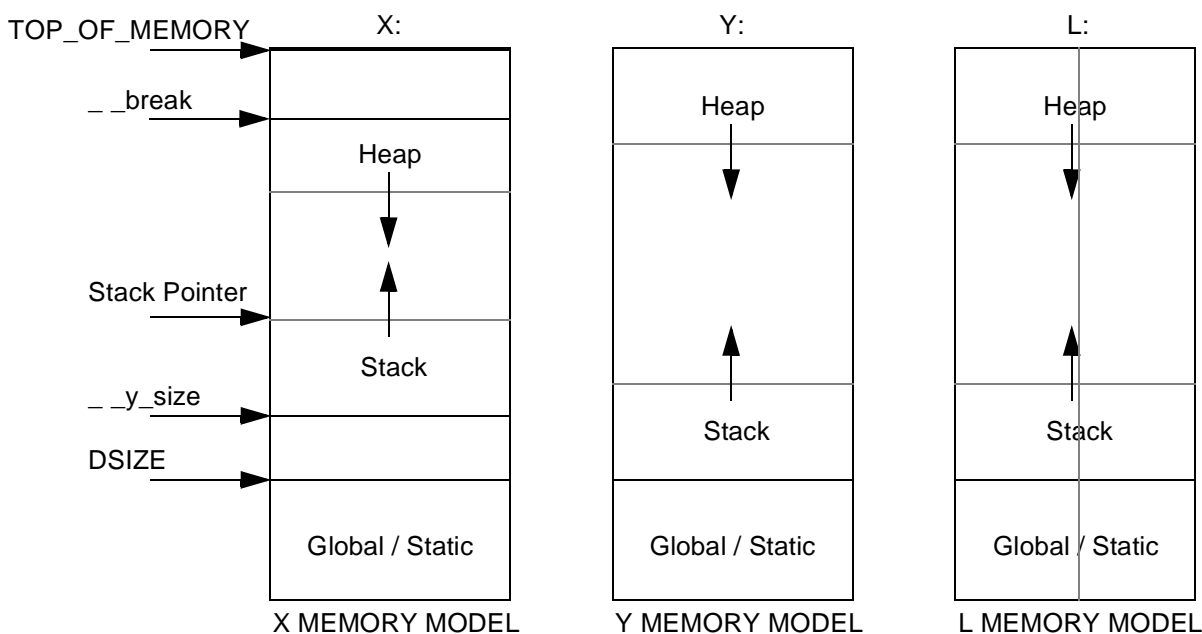 X: Y: L:
TOP_OF_MEMORY
_ _break
Heap Heap Heap
Stack Pointer
Stack Stack Stack
_ _y_size
DSIZE
Global / Static Global / Static Global / Static
X MEMORY MODEL Y MEMORY MODEL L MEMORY MODEL